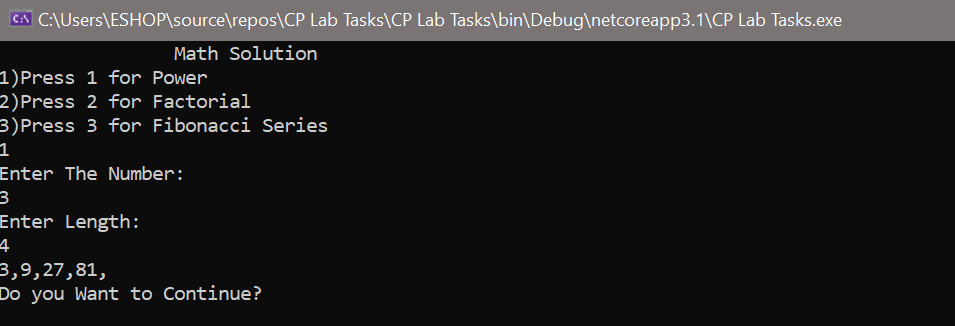 C:\Users\ESHOP\source\repos\CP Lab Tasks\CP Lab Tasks\bin\Debug\netcoreapp3.1\CP Lab Tasks.exe
Math Solution
1)Press 1 for Power
2)Press 2 for Factorial
3)Press 3 for Fibonacci Series
1
Enter The Number:
3
Enter Length:
4
3,9,27,81,
Do you Want to Continue?